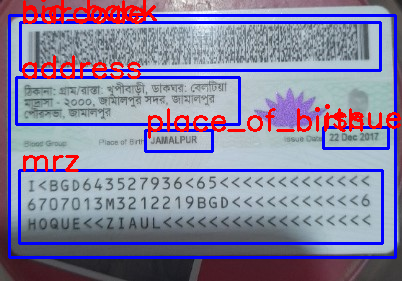 barcode
address
ঠিকানা: গ্রাম/রাস্তা: খুপীবাড়ী, ডাকঘর: বেলটিয়া
মাদ্রাসা - ২০০০, জামালপুর সদর, জামালপুর
পৌরসভা, জামালপুর
place_of_birth
issue
Blood Group
Place of Birth JAMALPUR
Issue Date 22 Dec 2017
mrz
I<BGD643527936<65<<<<<<<<<<<<<
6707013M3212219BGD<<<<<<<<<<<6
HOQUE<<ZIAUL<<<<<<<<<<<<<<<<<<